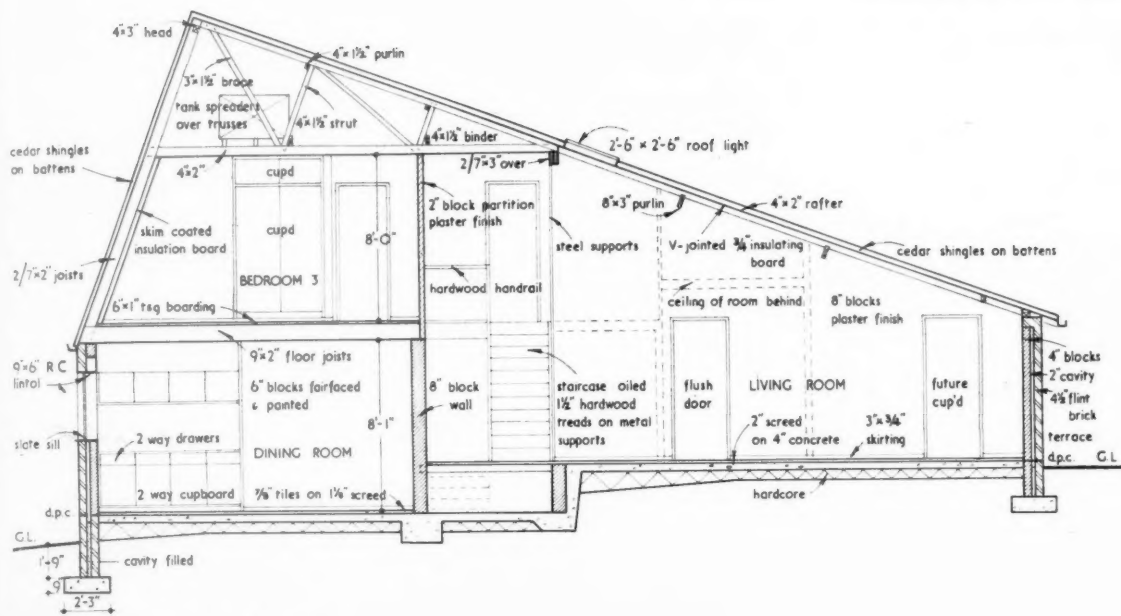 4"×3" head
4"×1½" purlin
3"×1½" brace
tank spreaders
over trusses
4"×1½" strut
4"×1½" binder
2'-6" × 2'-6" roof light
cedar shingles
on battens
4"×2"
cupd
2/7"×3" over
2" block partition
plaster finish
8"×3" purlin
4"×2" rafter
skim coated
insulation board
cupd
8'-0"
steel supports
V-jointed ¾" insulating
board
cedar shingles on battens
2/7"×2" joists
BEDROOM 3
hardwood handrail
ceiling of room behind
8" blocks
plaster finish
6"×1" t&g boarding
9"×6" R C
lintol
9"×2" floor joists
6" blocks fairfaced
& painted
8" block
wall
staircase oiled
1½" hardwood
treads on metal
supports
flush
door
LIVING ROOM
future
cup'd
4" blocks
2" cavity
4½" flint
brick
8'-1"
slate sill
2 way drawers
DINING ROOM
2" screed
on 4" concrete
3"×¾"
skirting
terrace
d.p.c. G.L
2 way cupboard
⅞" tiles on 1⅛" screed
hardcore
d.p.c.
G.L.
1'-9"
cavity filled
9"
2'-3"